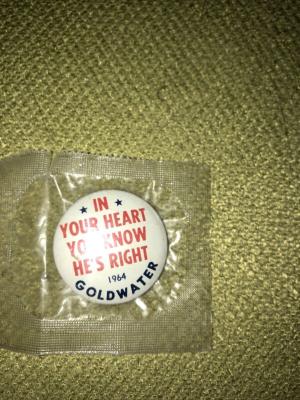 IN
YOUR HEART
YOU KNOW
HE'S RIGHT
1964
GOLDWATER